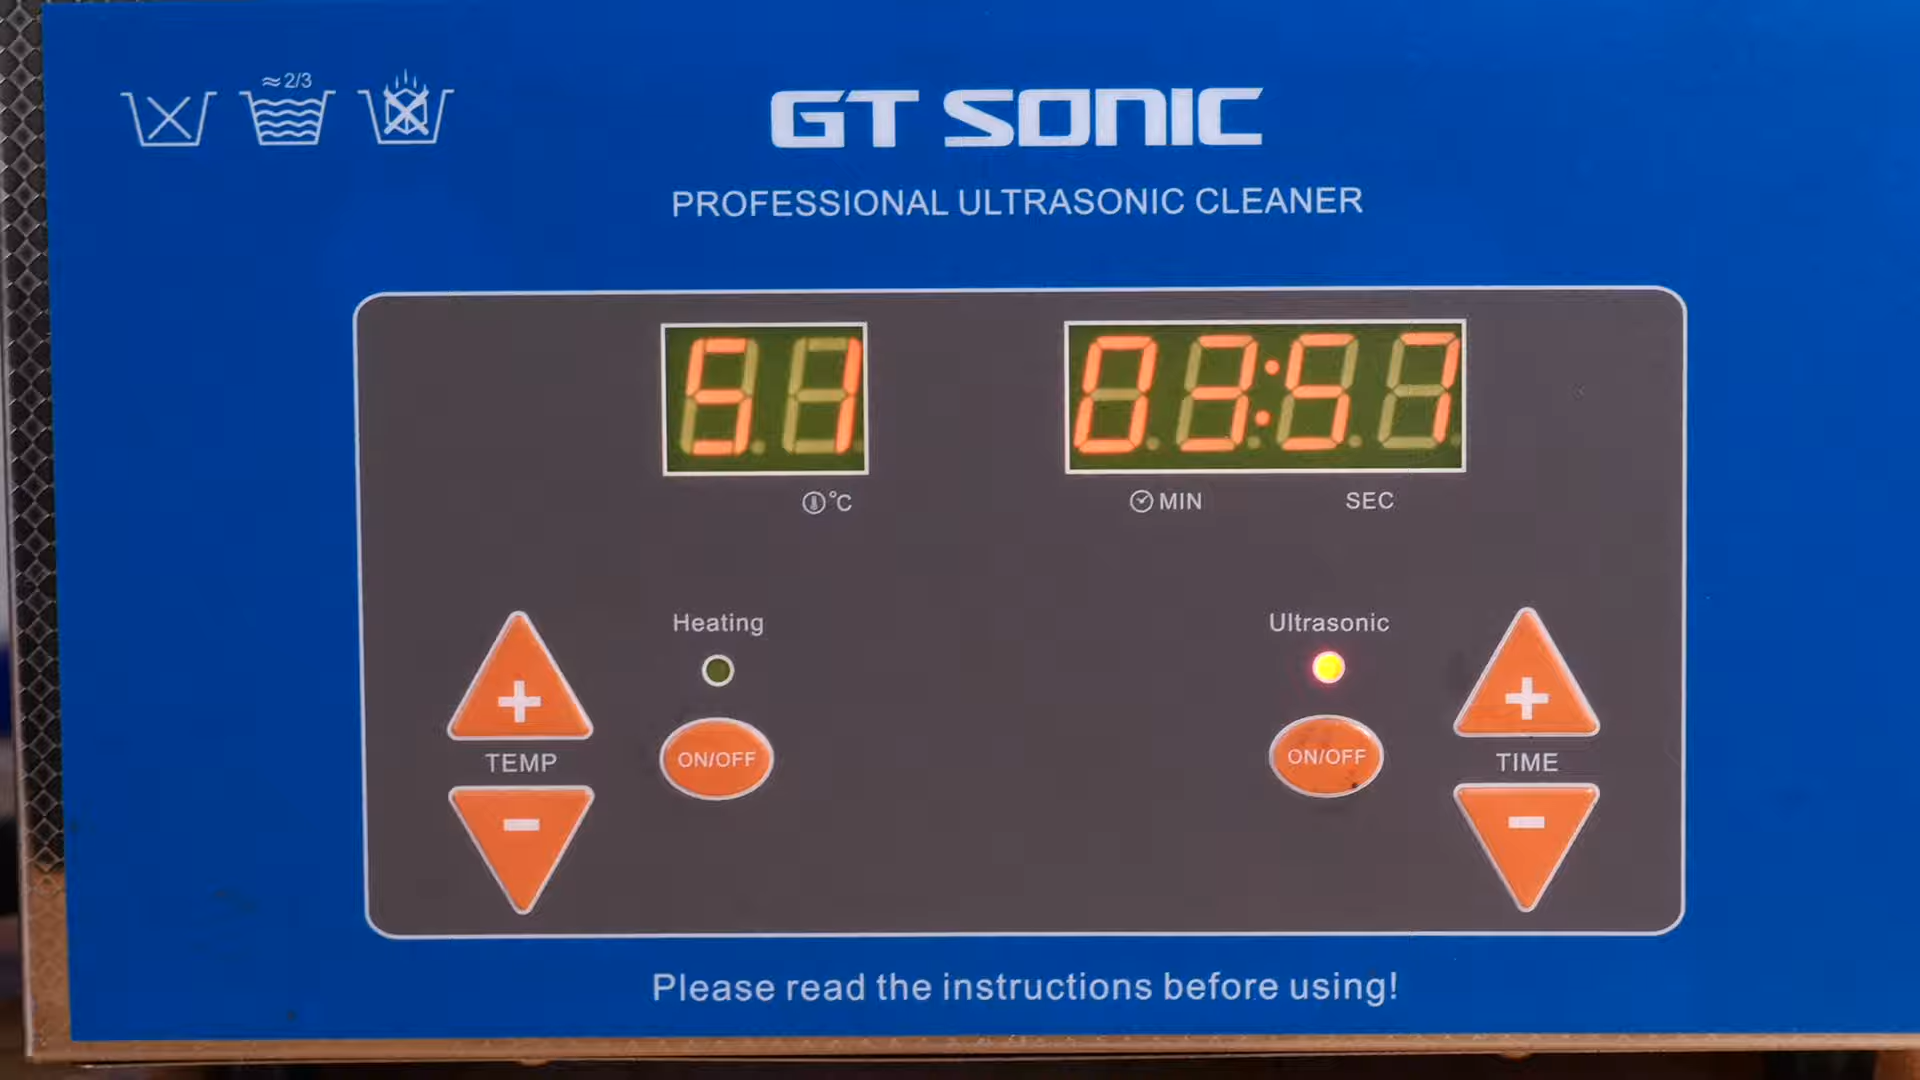 ≈2/3
GT SONIC
PROFESSIONAL ULTRASONIC CLEANER
51
03:57
°C
MIN SEC
Heating
Ultrasonic
+
+
ON/OFF
ON/OFF
TEMP
TIME
-
-
Please read the instructions before using!